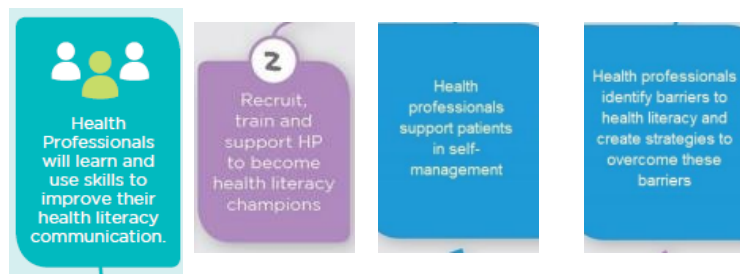 Health
Professionals
will learn and
use skills to
improve their
health literacy
communication.
2
Recruit,
train and
support HP
to become
health literacy
champions
Health
professionals
support patients
in self-
management
Health professionals
identify barriers to
health literacy and
create strategies to
overcome these
barriers